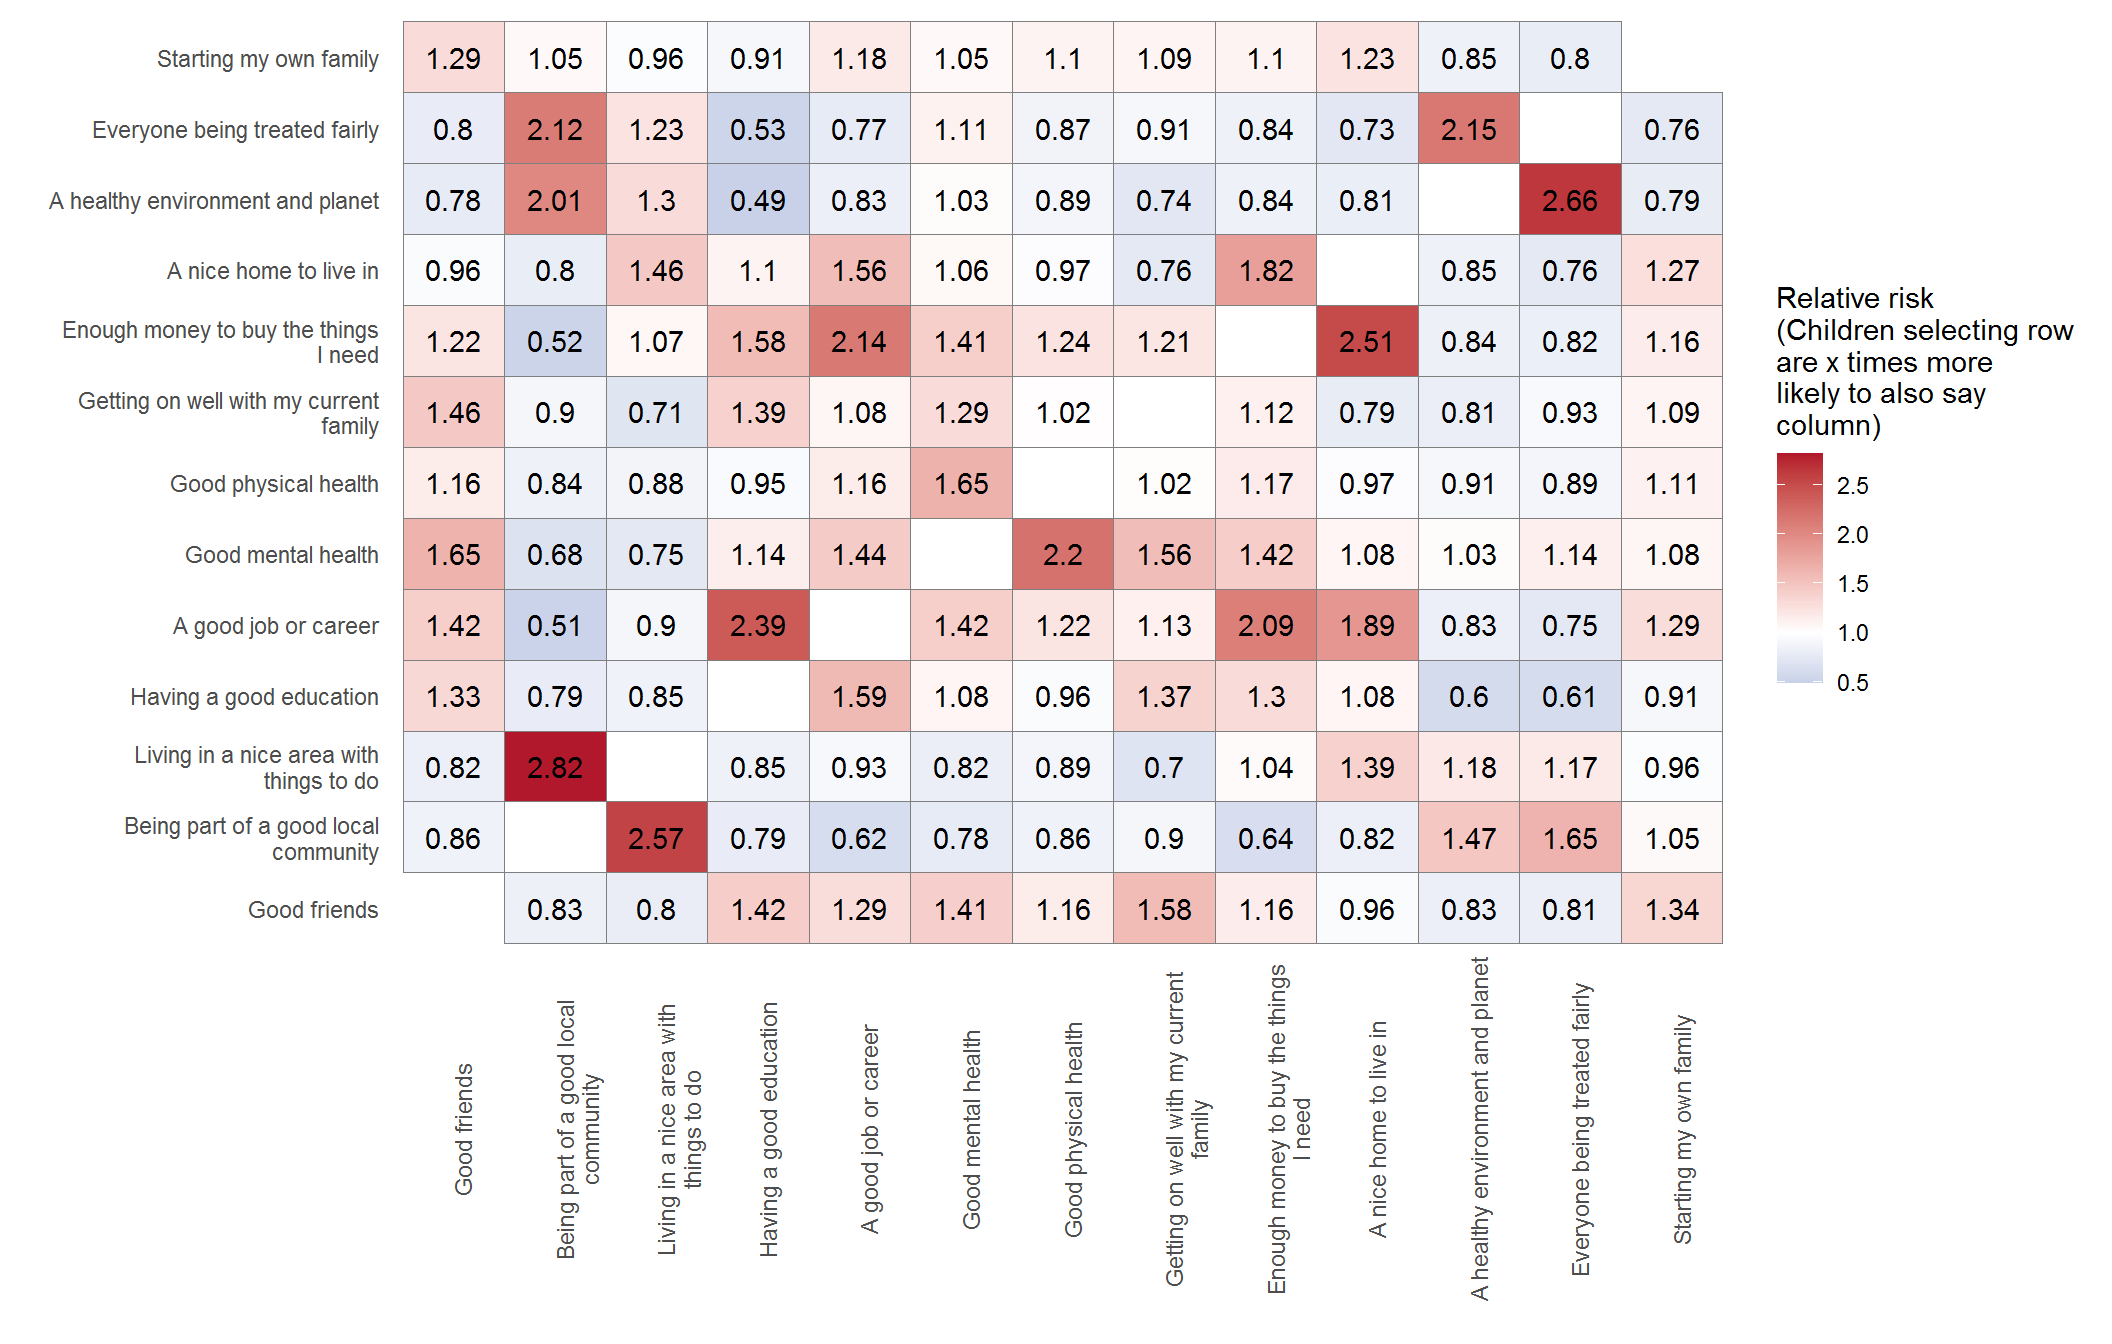 Starting my own family 1.29 1.05 0.96 0.91 1.18 1.05 1.1 1.09 1.1 1.23 0.85 0.8
Everyone being treated fairly 0.8 2.12 1.23 0.53 0.77 1.11 0.87 0.91 0.84 0.73 2.15 0.76
A healthy environment and planet 0.78 2.01 1.3 0.49 0.83 1.03 0.89 0.74 0.84 0.81 2.66 0.79
A nice home to live in 0.96 0.8 1.46 1.1 1.56 1.06 0.97 0.76 1.82 0.85 0.76 1.27
Enough money to buy the things
I need 1.22 0.52 1.07 1.58 2.14 1.41 1.24 1.21 2.51 0.84 0.82 1.16
Getting on well with my current
family 1.46 0.9 0.71 1.39 1.08 1.29 1.02 1.12 0.79 0.81 0.93 1.09
Good physical health 1.16 0.84 0.88 0.95 1.16 1.65 1.02 1.17 0.97 0.91 0.89 1.11
Good mental health 1.65 0.68 0.75 1.14 1.44 2.2 1.56 1.42 1.08 1.03 1.14 1.08
A good job or career 1.42 0.51 0.9 2.39 1.42 1.22 1.13 2.09 1.89 0.83 0.75 1.29
Having a good education 1.33 0.79 0.85 1.59 1.08 0.96 1.37 1.3 1.08 0.6 0.61 0.91
Living in a nice area with
things to do 0.82 2.82 0.85 0.93 0.82 0.89 0.7 1.04 1.39 1.18 1.17 0.96
Being part of a good local
community 0.86 2.57 0.79 0.62 0.78 0.86 0.9 0.64 0.82 1.47 1.65 1.05
Good friends 0.83 0.8 1.42 1.29 1.41 1.16 1.58 1.16 0.96 0.83 0.81 1.34
Good friends
Being part of a good local
community
Living in a nice area with
things to do
Having a good education
A good job or career
Good mental health
Good physical health
Getting on well with my current
family
Enough money to buy the things
I need
A nice home to live in
A healthy environment and planet
Everyone being treated fairly
Starting my own family
Relative risk
(Children selecting row
are x times more
likely to also say
column)
2.5
2.0
1.5
1.0
0.5